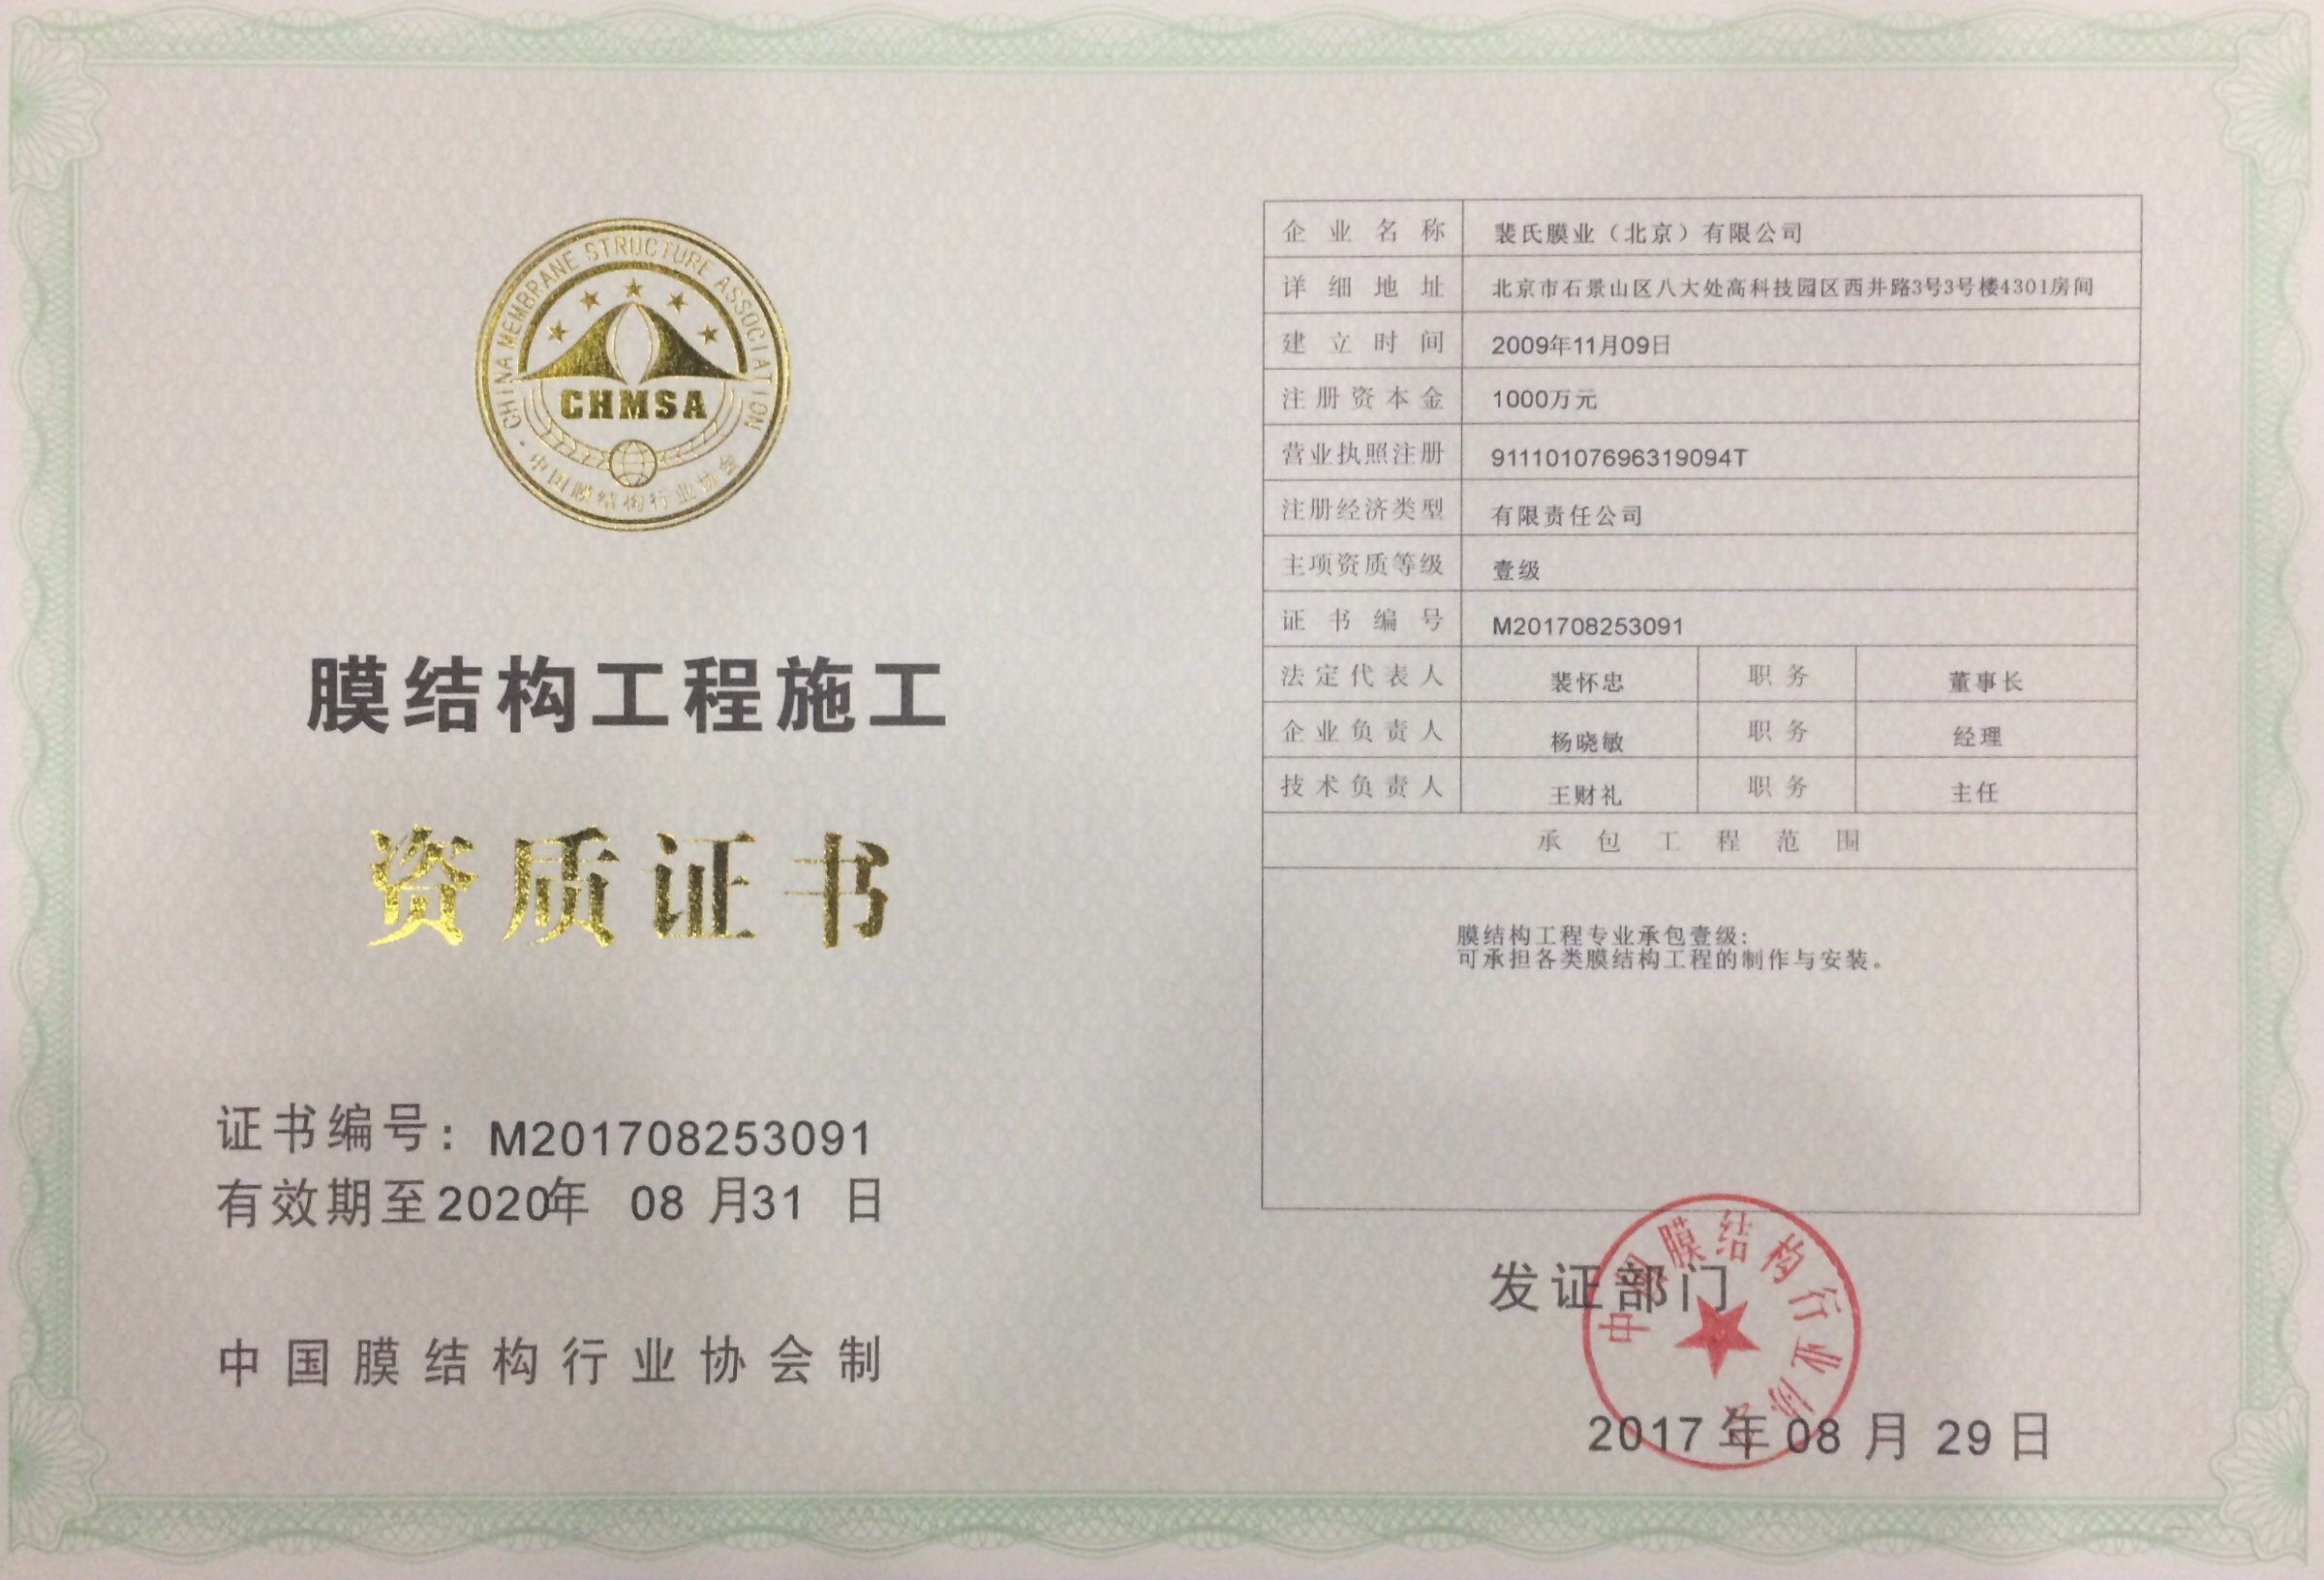 CHINA MEMBRANE STRUCTURE ASSOCIATION
CHMSA
中国膜结构行业协会
膜结构工程施工
资质证书
证书编号：M201708253091
有效期至2020年 08 月31 日
中国膜结构行业协会制
企业名称 裴氏膜业（北京）有限公司
详细地址 北京市石景山区八大处高科技园区西井路3号3号楼4301房间
建立时间 2009年11月09日
注册资本金 1000万元
营业执照注册 91110107696319094T
注册经济类型 有限责任公司
主项资质等级 壹级
证书编号 M201708253091
法定代表人 裴怀忠 职务 董事长
企业负责人 杨晓敏 职务 经理
技术负责人 王财礼 职务 主任
承包工程范围
膜结构工程专业承包壹级：
可承担各类膜结构工程的制作与安装。
发证部门
中国膜结构行业协会
2017 年 08 月 29 日